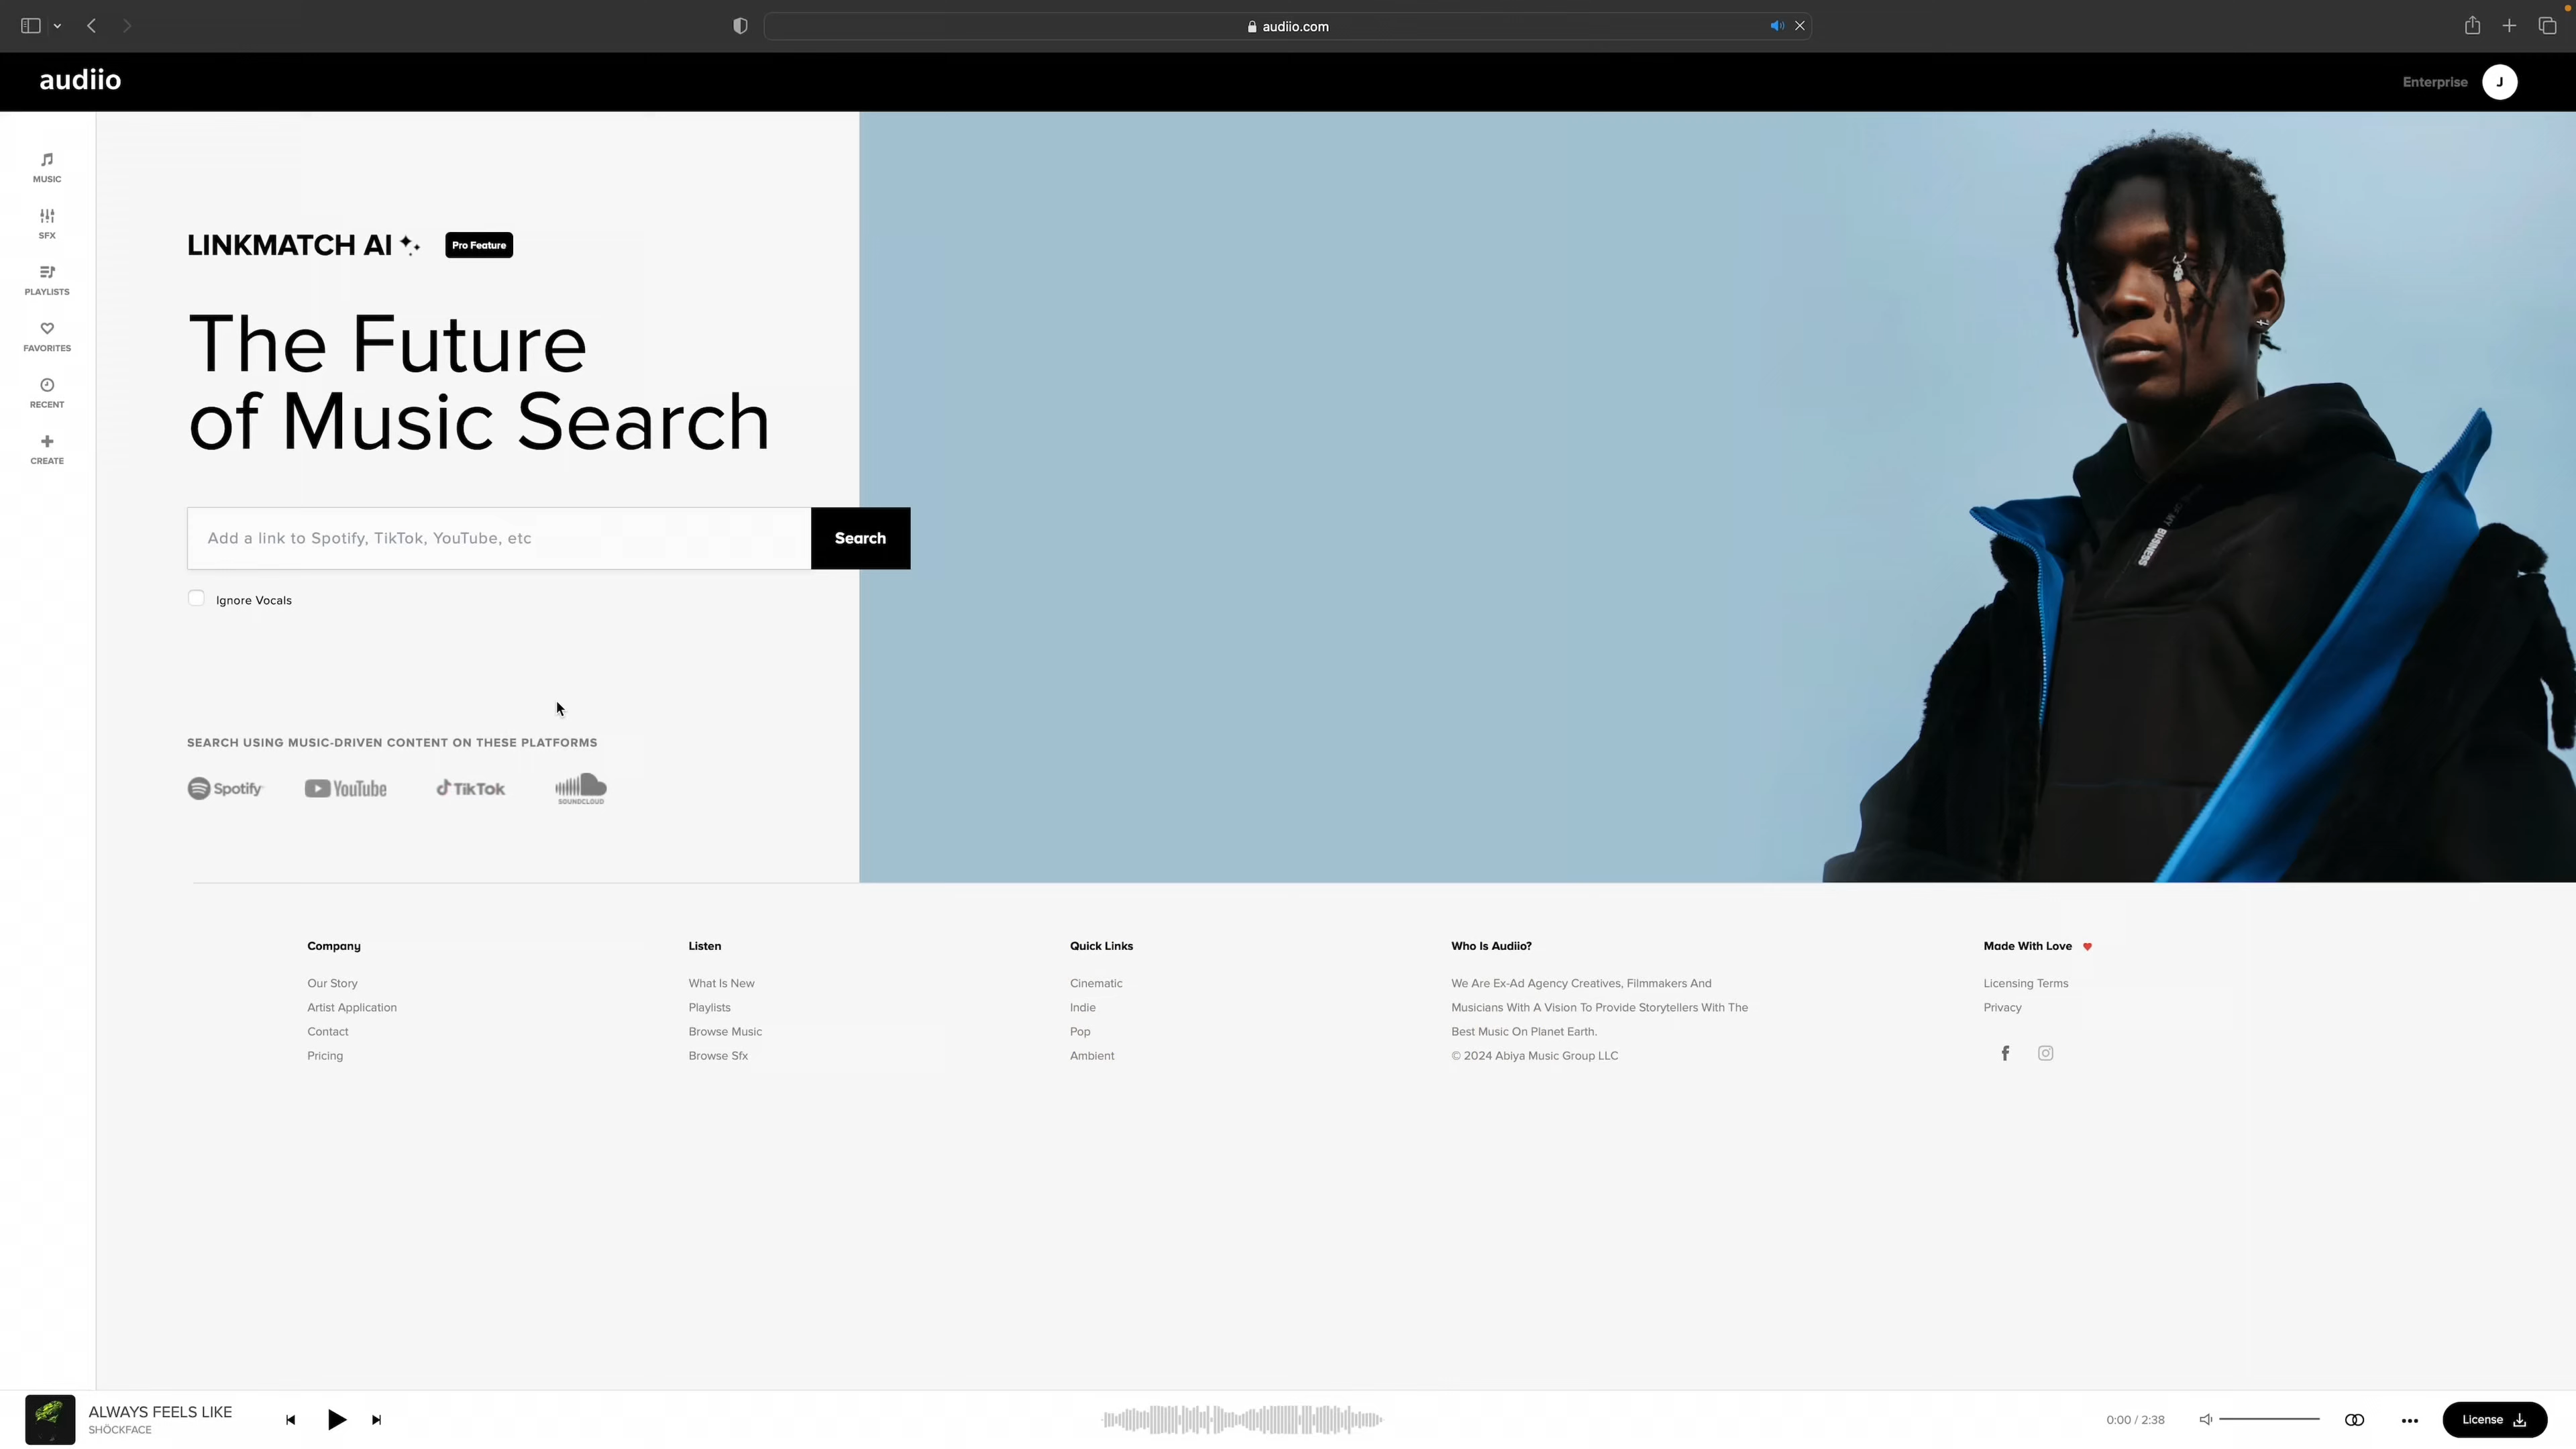 audiio.com
audiio
Enterprise
J
MUSIC
SFX
PLAYLISTS
FAVORITES
RECENT
CREATE
LINKMATCH AI
Pro Feature
The Future
of Music Search
Add a link to Spotify, TikTok, YouTube, etc
Search
Ignore Vocals
SEARCH USING MUSIC-DRIVEN CONTENT ON THESE PLATFORMS
Spotify
YouTube
TikTok
SOUNDCLOUD
OF MY
BUSINESS
Company
Our Story
Artist Application
Contact
Pricing
Listen
What Is New
Playlists
Browse Music
Browse Sfx
Quick Links
Cinematic
Indie
Pop
Ambient
Who Is Audiio?
We Are Ex-Ad Agency Creatives, Filmmakers And
Musicians With A Vision To Provide Storytellers With The
Best Music On Planet Earth.
© 2024 Abiya Music Group LLC
Made With Love
Licensing Terms
Privacy
ALWAYS FEELS LIKE
SHÖCKFACE
0:00 / 2:38
License